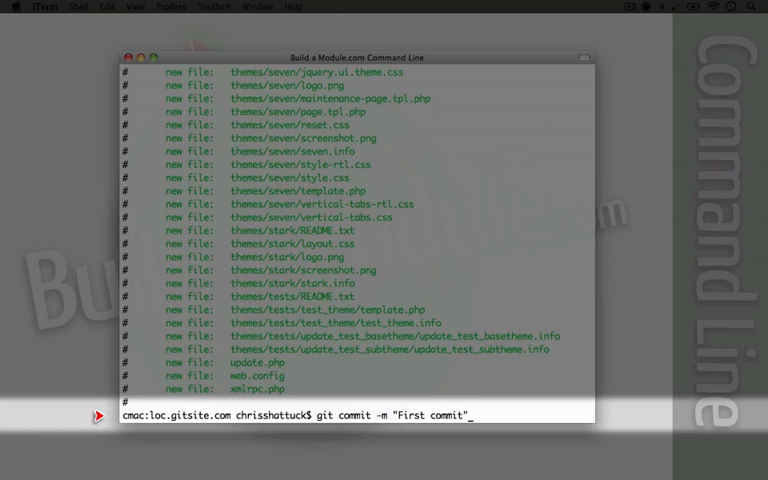 iTerm Shell Edit View Profiles Toolbelt Window Help
Build a Module.com Command Line
# new file: themes/seven/jquery.ui.theme.css
# new file: themes/seven/logo.png
# new file: themes/seven/maintenance-page.tpl.php
# new file: themes/seven/page.tpl.php
# new file: themes/seven/reset.css
# new file: themes/seven/screenshot.png
# new file: themes/seven/seven.info
# new file: themes/seven/style-rtl.css
# new file: themes/seven/style.css
# new file: themes/seven/template.php
# new file: themes/seven/vertical-tabs-rtl.css
# new file: themes/seven/vertical-tabs.css
# new file: themes/stark/README.txt
# new file: themes/stark/layout.css
# new file: themes/stark/logo.png
# new file: themes/stark/screenshot.png
# new file: themes/stark/stark.info
# new file: themes/tests/README.txt
# new file: themes/tests/test_theme/template.php
# new file: themes/tests/test_theme/test_theme.info
# new file: themes/tests/update_test_basetheme/update_test_basetheme.info
# new file: themes/tests/update_test_subtheme/update_test_subtheme.info
# new file: update.php
# new file: web.config
# new file: xmlrpc.php
#
cmac:loc.gitsite.com chrisshattuck$ git commit -m "First commit"_
Command Line